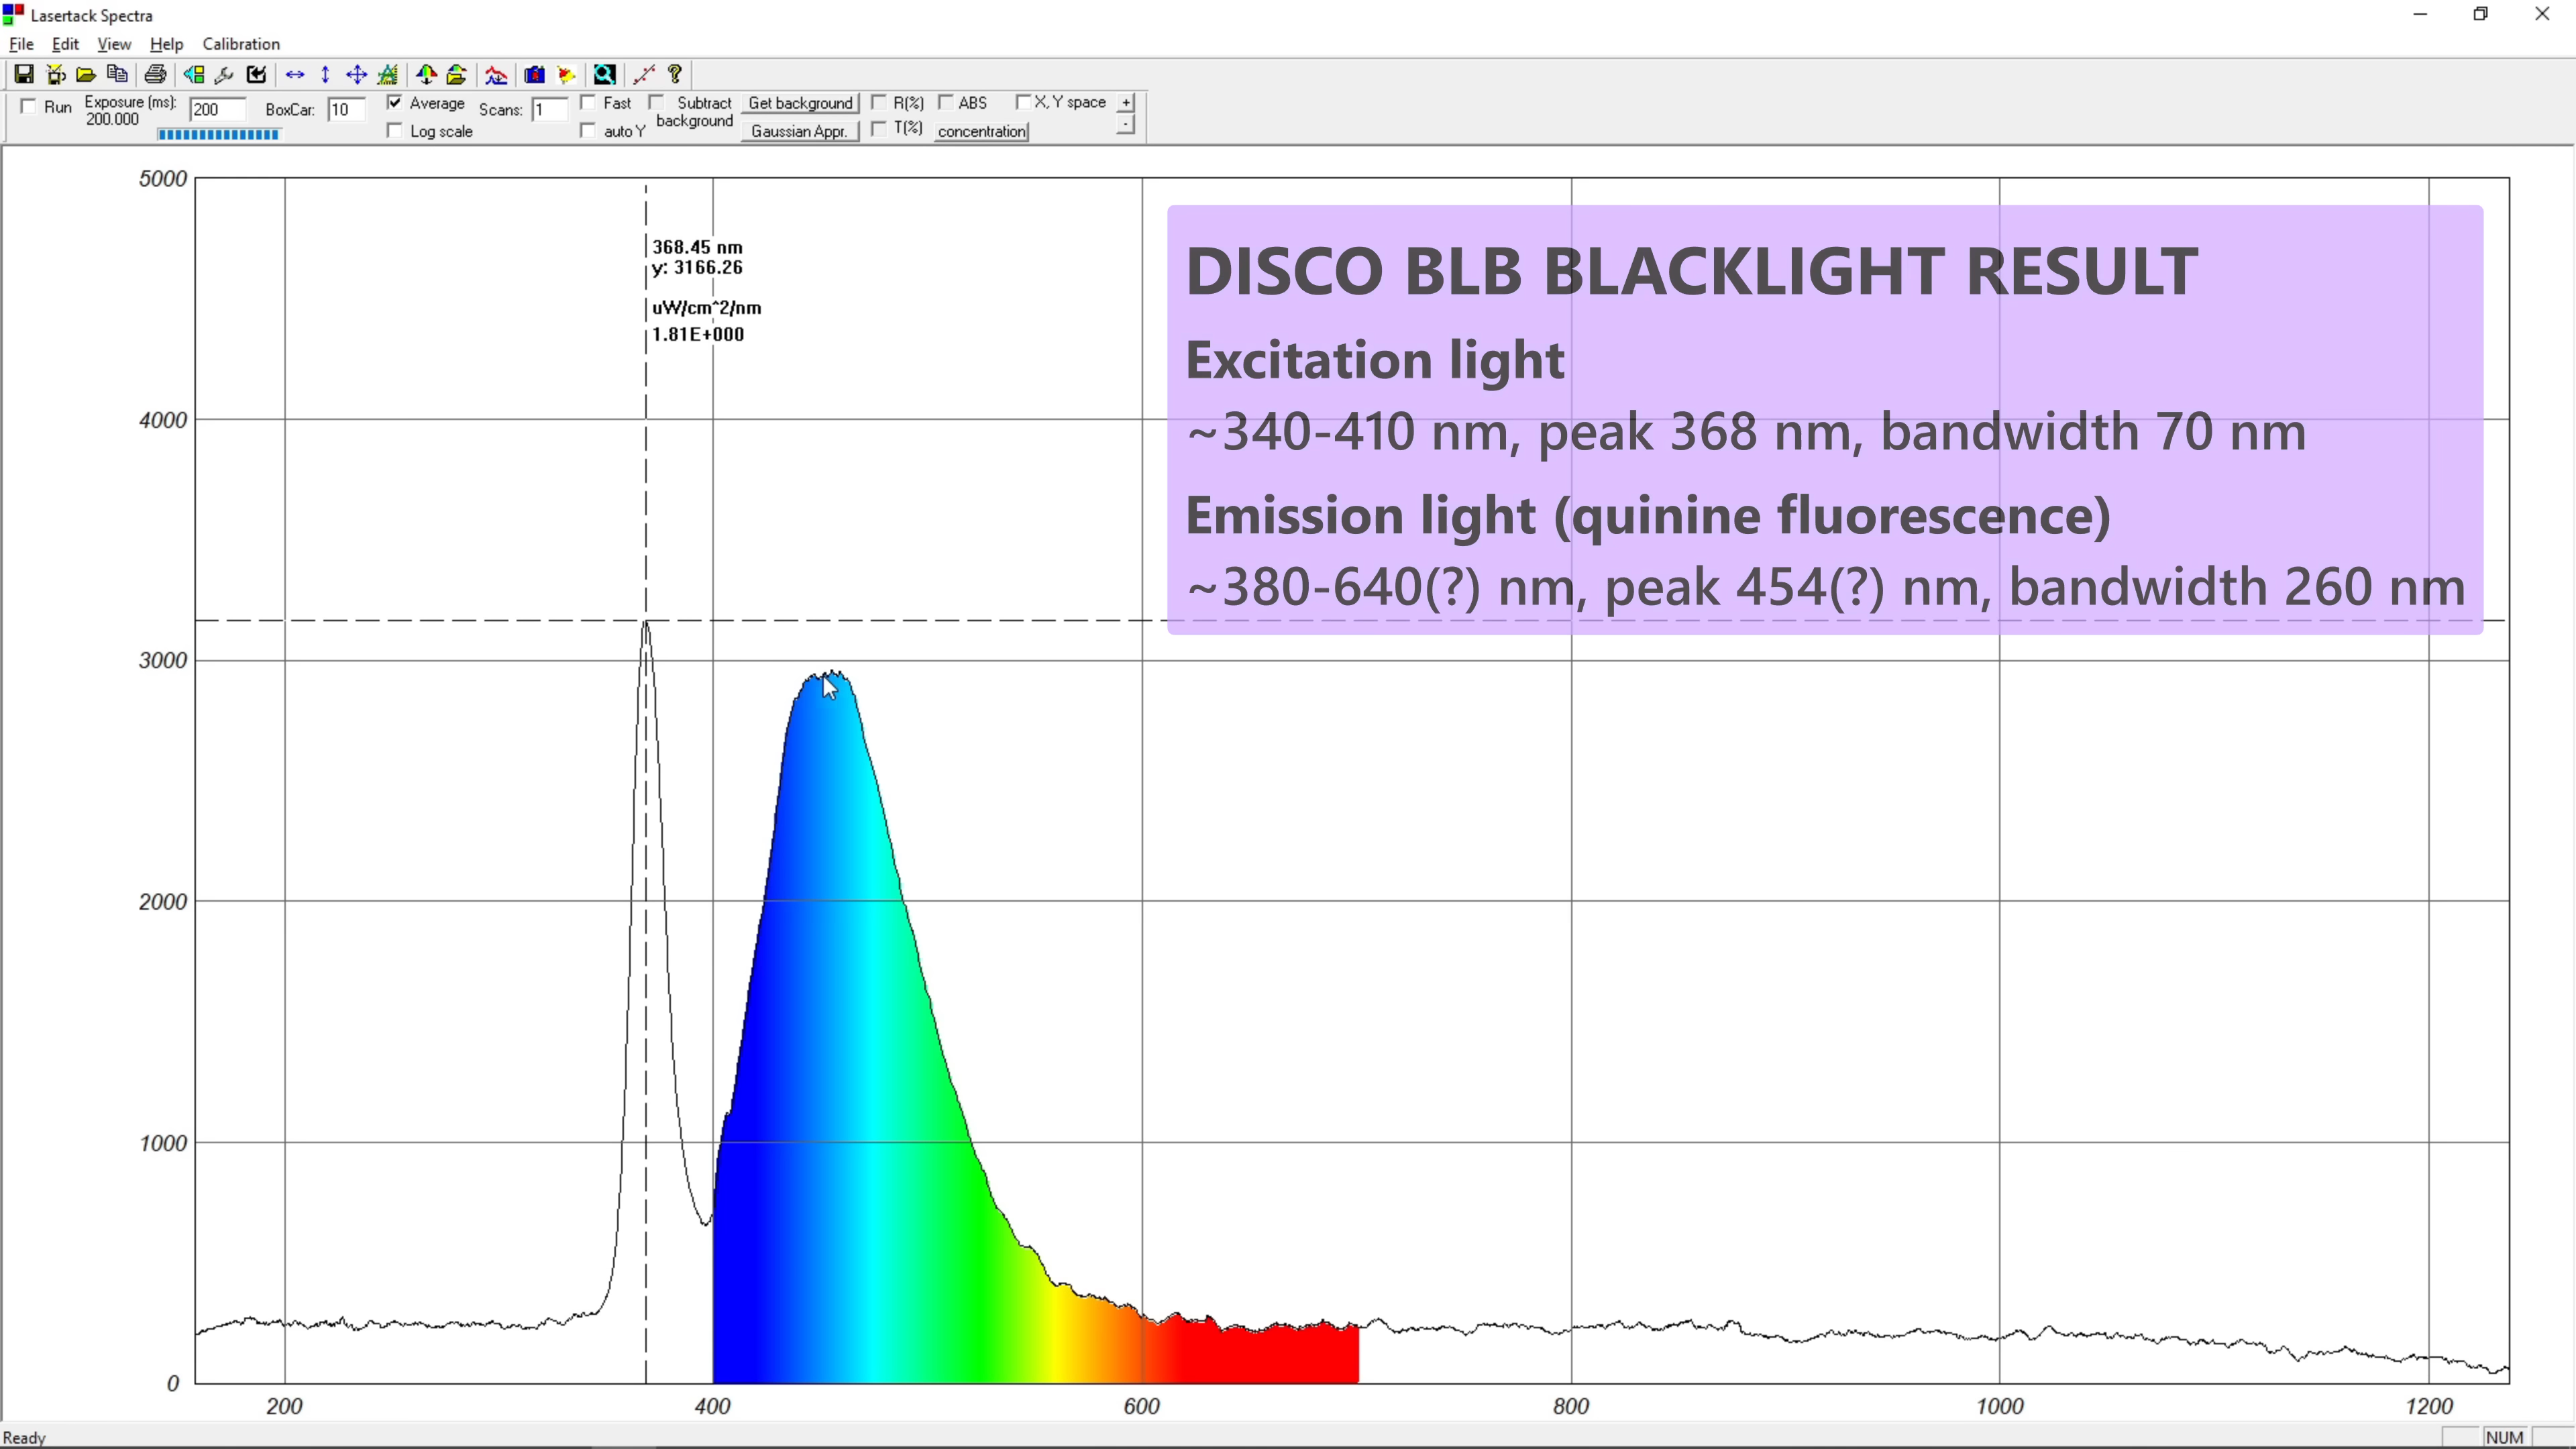 Lasertack Spectra
File Edit View Help Calibration
Run Exposure (ms): 200.000 200 BoxCar: 10 Average Scans: 1 Fast Subtract background Get background R(%) ABS X, Y space +
Log scale auto Y Gaussian Appr. T(%) concentration -
5000
368.45 nm
y: 3166.26
uW/cm^2/nm
1.81E+000
DISCO BLB BLACKLIGHT RESULT
Excitation light
~340-410 nm, peak 368 nm, bandwidth 70 nm
Emission light (quinine fluorescence)
~380-640(?) nm, peak 454(?) nm, bandwidth 260 nm
4000
3000
2000
1000
0
200 400 600 800 1000 1200
Ready NUM